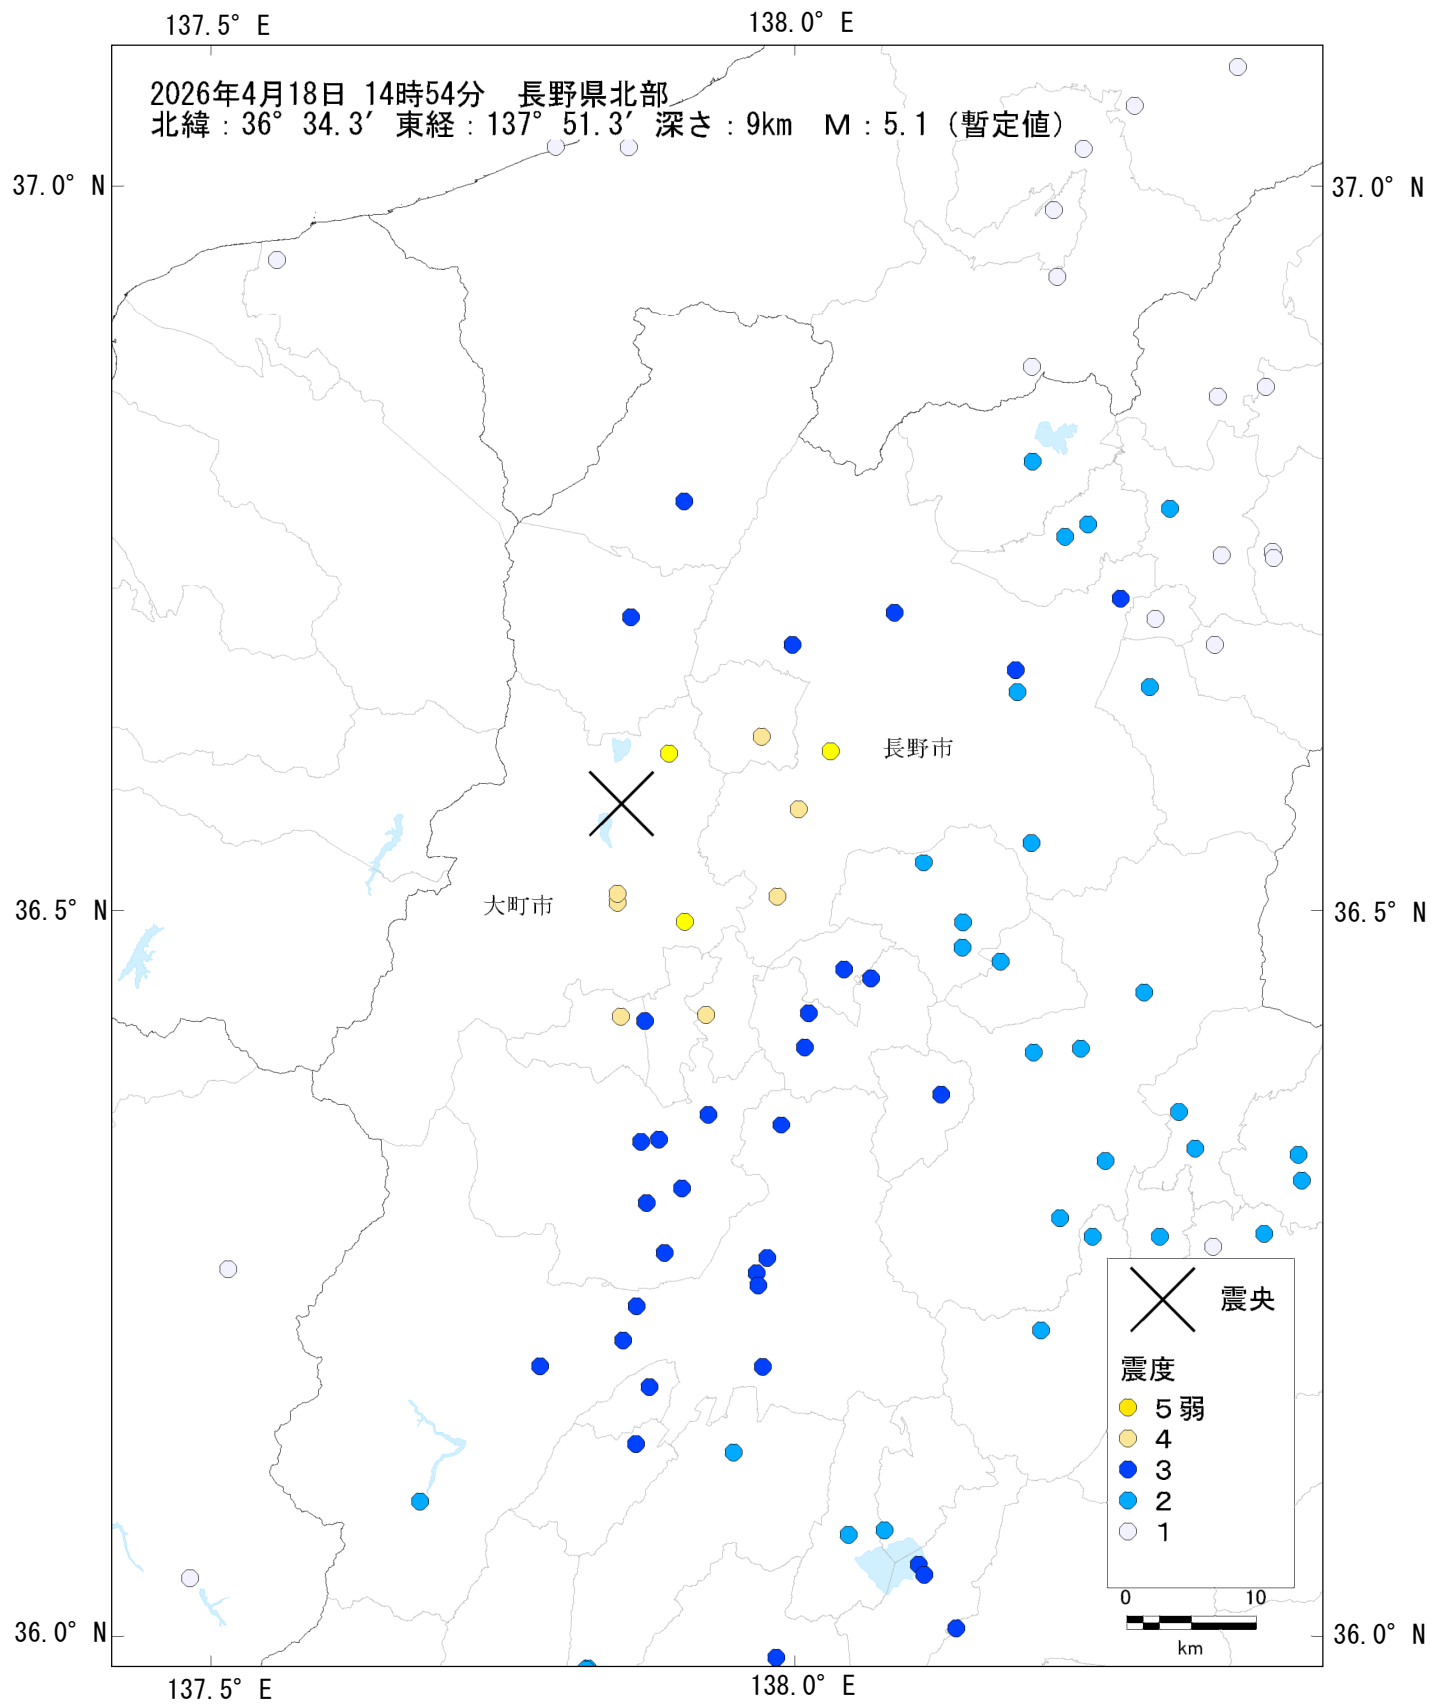 137.5° E
138.0° E
2026年4月18日 14時54分 長野県北部
北緯：36° 34.3′ 東経：137° 51.3′ 深さ：9km M：5.1（暫定値）
37.0° N
37.0° N
長野市
大町市
36.5° N
36.5° N
震央
震度
５弱
４
３
２
１
0 10
km
36.0° N
36.0° N
137.5° E
138.0° E